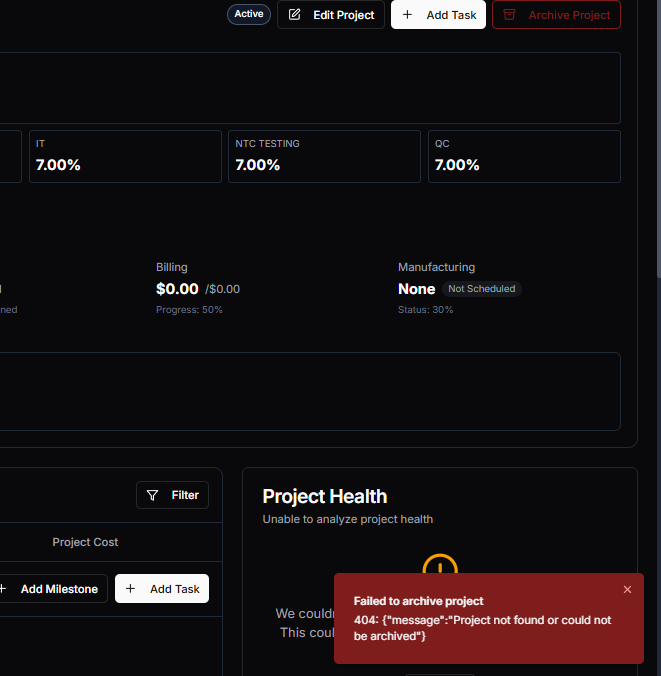 Active
Edit Project
Add Task
Archive Project
IT
7.00%
NTC TESTING
7.00%
QC
7.00%
Billing
$0.00 /$0.00
Progress: 50%
Manufacturing
None Not Scheduled
Status: 30%
ned
Filter
Project Cost
Add Milestone
Add Task
Project Health
Unable to analyze project health
We could
This coul
Failed to archive project
404: {"message":"Project not found or could not
be archived"}